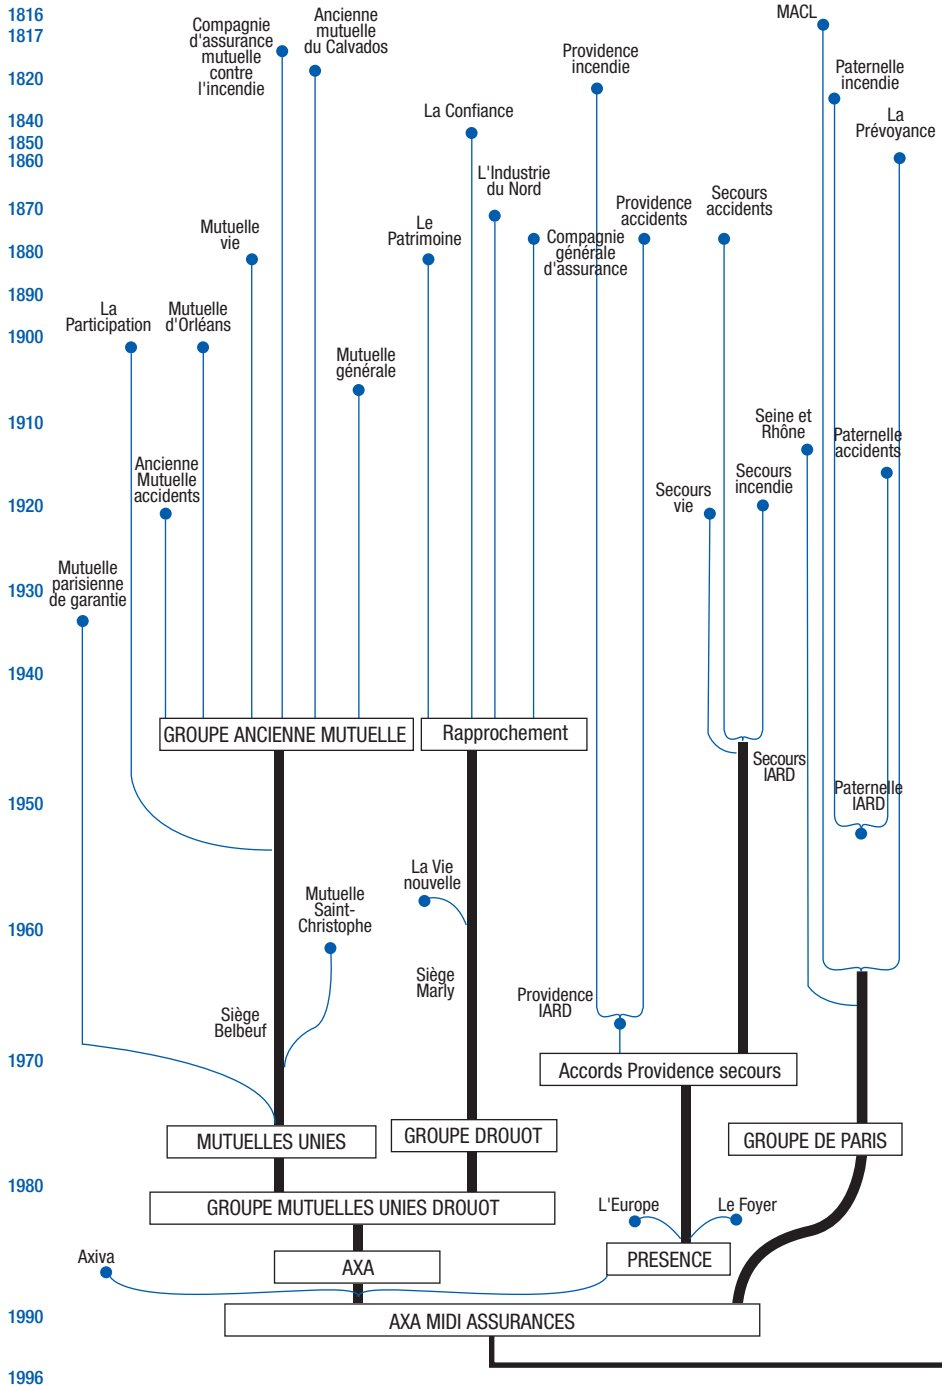 1816
1817
1820
1840
1850
1860
1870
1880
1890
1900
1910
1920
1930
1940
1950
1960
1970
1980
1990
1996
Compagnie
d'assurance
mutuelle
contre
l'incendie
Ancienne
mutuelle
du Calvados
Providence
incendie
MACL
Paternelle
incendie
La
Prévoyance
La Confiance
L'Industrie
du Nord
Mutuelle
vie
Le
Patrimoine
Compagnie
générale
d'assurance
Providence
accidents
Secours
accidents
La
Participation
Mutuelle
d'Orléans
Mutuelle
générale
Seine et
Rhône
Paternelle
accidents
Ancienne
Mutuelle
accidents
Secours
vie
Secours
incendie
Mutuelle
parisienne
de garantie
GROUPE ANCIENNE MUTUELLE
Rapprochement
Secours
IARD
Paternelle
IARD
La Vie
nouvelle
Mutuelle
Saint-
Christophe
Siège
Marly
Siège
Belbeuf
Providence
IARD
Accords Providence secours
MUTUELLES UNIES
GROUPE DROUOT
GROUPE DE PARIS
GROUPE MUTUELLES UNIES DROUOT
L'Europe
Le Foyer
Axiva
AXA
PRESENCE
AXA MIDI ASSURANCES